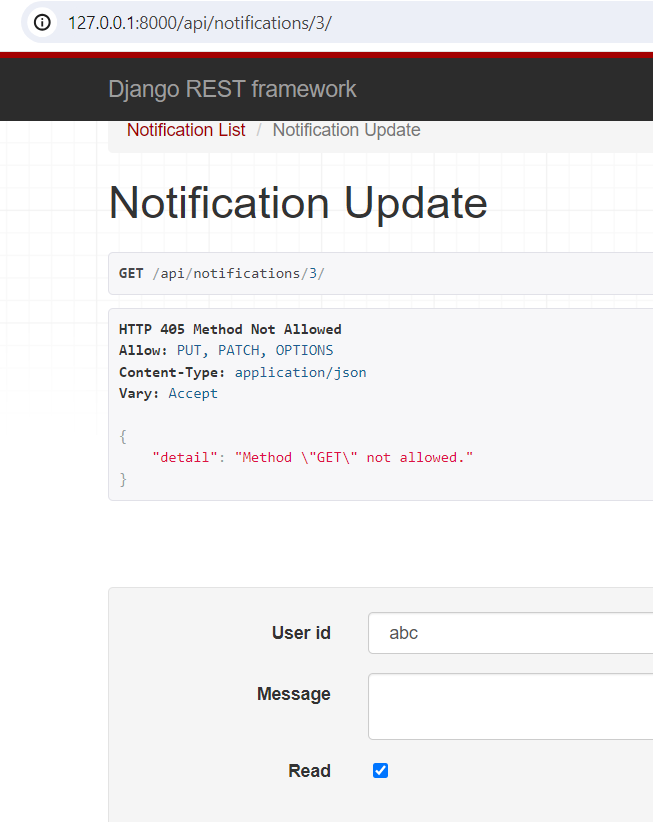 127.0.0.1:8000/api/notifications/3/
Django REST framework
Notification List / Notification Update
Notification Update
GET /api/notifications/3/
HTTP 405 Method Not Allowed
Allow: PUT, PATCH, OPTIONS
Content-Type: application/json
Vary: Accept
{
"detail": "Method \"GET\" not allowed."
}
User id abc
Message
Read